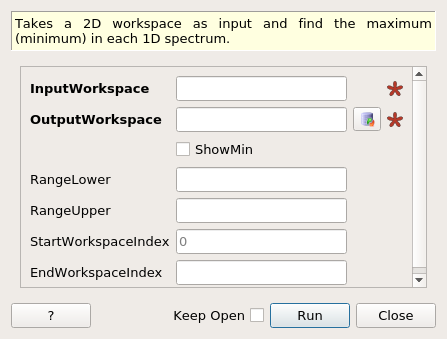 Takes a 2D workspace as input and find the maximum
(minimum) in each 1D spectrum.
InputWorkspace
OutputWorkspace
ShowMin
RangeLower
RangeUpper
StartWorkspaceIndex 0
EndWorkspaceIndex
? Keep Open Run Close